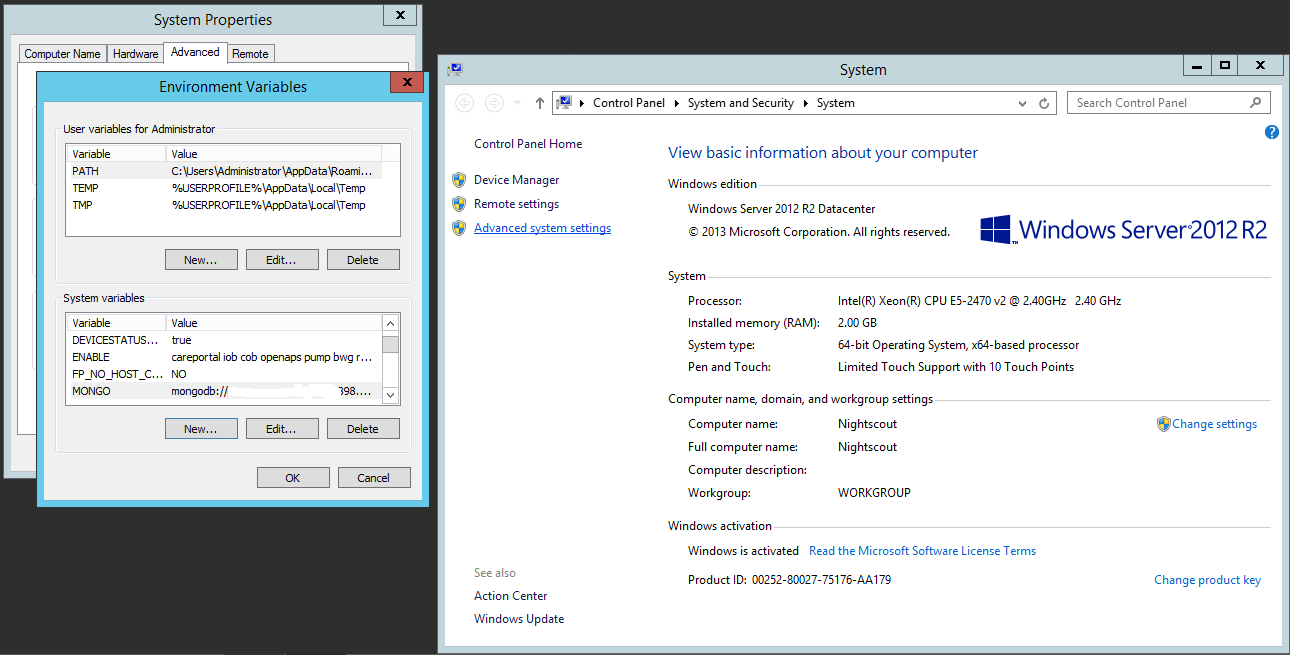 System Properties
Computer Name Hardware Advanced Remote
Environment Variables
User variables for Administrator
Variable Value
PATH C:\Users\Administrator\AppData\Roami...
TEMP %USERPROFILE%\AppData\Local\Temp
TMP %USERPROFILE%\AppData\Local\Temp
New... Edit... Delete
System variables
Variable Value
DEVICESTATUS... true
ENABLE careportal iob cob openaps pump bwg r...
FP_NO_HOST_C... NO
MONGO mongodb:// 398....
New... Edit... Delete
OK Cancel
System
Control Panel System and Security System
Search Control Panel
Control Panel Home
Device Manager
Remote settings
Advanced system settings
See also
Action Center
Windows Update
View basic information about your computer
Windows edition
Windows Server 2012 R2 Datacenter
© 2013 Microsoft Corporation. All rights reserved.
Windows Server 2012 R2
System
Processor: Intel(R) Xeon(R) CPU E5-2470 v2 @ 2.40GHz 2.40 GHz
Installed memory (RAM): 2.00 GB
System type: 64-bit Operating System, x64-based processor
Pen and Touch: Limited Touch Support with 10 Touch Points
Computer name, domain, and workgroup settings
Computer name: Nightscout
Change settings
Full computer name: Nightscout
Computer description:
Workgroup: WORKGROUP
Windows activation
Windows is activated Read the Microsoft Software License Terms
Product ID: 00252-80027-75176-AA179
Change product key